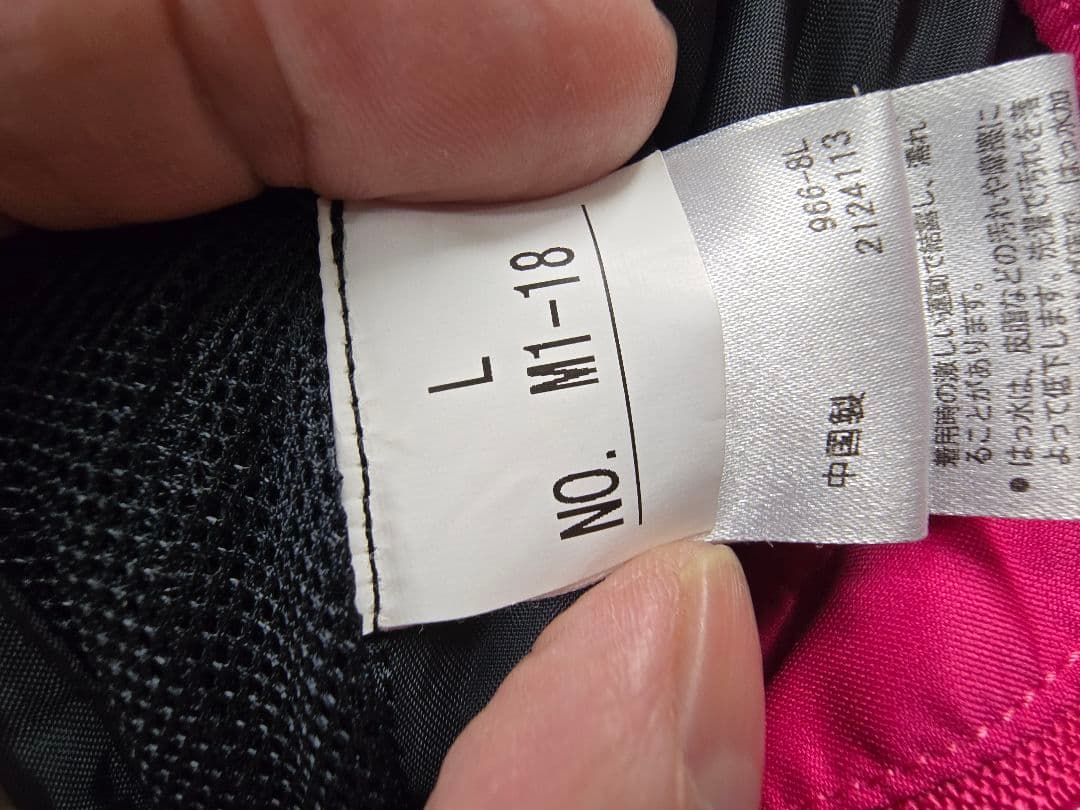 L
NO. M1-18
966-8L
2124113
中国製
着用時の激しい運動で結露し、濡れ
ることがあります。
●はっ水は、皮脂などの汚れや摩擦に
よって低下します。洗濯で汚れを落